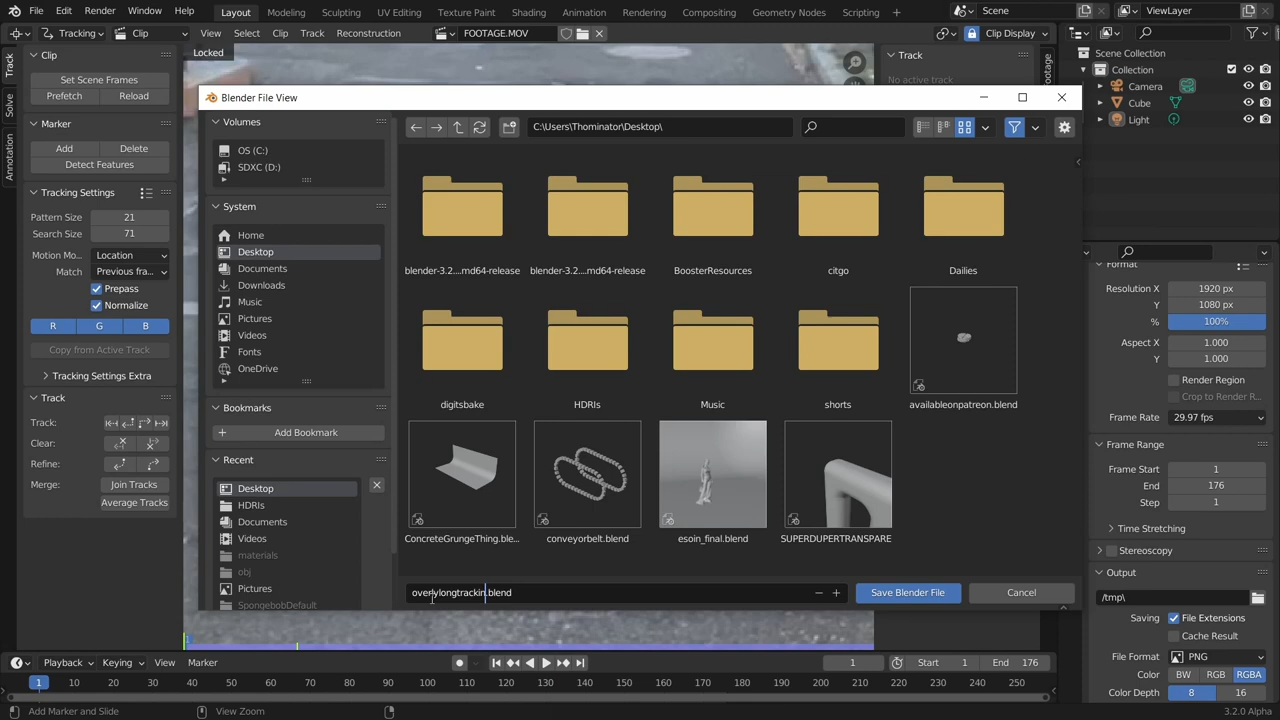 File Edit Render Window Help Layout Modeling Sculpting UV Editing Texture Paint Shading Animation Rendering Compositing Geometry Nodes Scripting Scene ViewLayer
Tracking Clip View Select Clip Track Reconstruction FOOTAGE.MOV Clip Display
Locked
Track
Solve
Annotation
Clip
Set Scene Frames
Prefetch Reload
Marker
Add Delete
Detect Features
Tracking Settings
Pattern Size 21
Search Size 71
Motion Mo... Location
Match Previous fra...
Prepass
Normalize
R G B
Copy from Active Track
Tracking Settings Extra
Track
Track:
Clear:
Refine:
Merge: Join Tracks
Average Tracks
Track
No active track
Footage
Blender File View
Volumes
OS (C:)
SDXC (D:)
System
Home
Desktop
Documents
Downloads
Music
Pictures
Videos
Fonts
OneDrive
Bookmarks
Add Bookmark
Recent
Desktop
HDRIs
Documents
Videos
materials
obj
Pictures
SpongebobDefault
C:\Users\Thominator\Desktop\
blender-3.2....md64-release blender-3.2....md64-release BoosterResources citgo Dailies
digitsbake HDRIs Music shorts availableonpatreon.blend
ConcreteGrungeThing.ble... conveyorbelt.blend esoin_final.blend SUPERDUPERTRANSPARE
overlylongtrackin.blend Save Blender File Cancel
Scene Collection
Collection
Camera
Cube
Light
Format
Resolution X 1920 px
Y 1080 px
% 100%
Aspect X 1.000
Y 1.000
Render Region
Crop to Render R...
Frame Rate 29.97 fps
Frame Range
Frame Start 1
End 176
Step 1
Time Stretching
Stereoscopy
Output
/tmp\
Saving File Extensions
Cache Result
File Format PNG
Color BW RGB RGBA
Color Depth 8 16
1
Playback Keying View Marker 1 Start 1 End 176
1 10 20 30 40 50 60 70 80 90 100 110 120 130 140 150 160 170 180 190 200 210 220 230 240 250
Add Marker and Slide View Zoom 3.2.0 Alpha